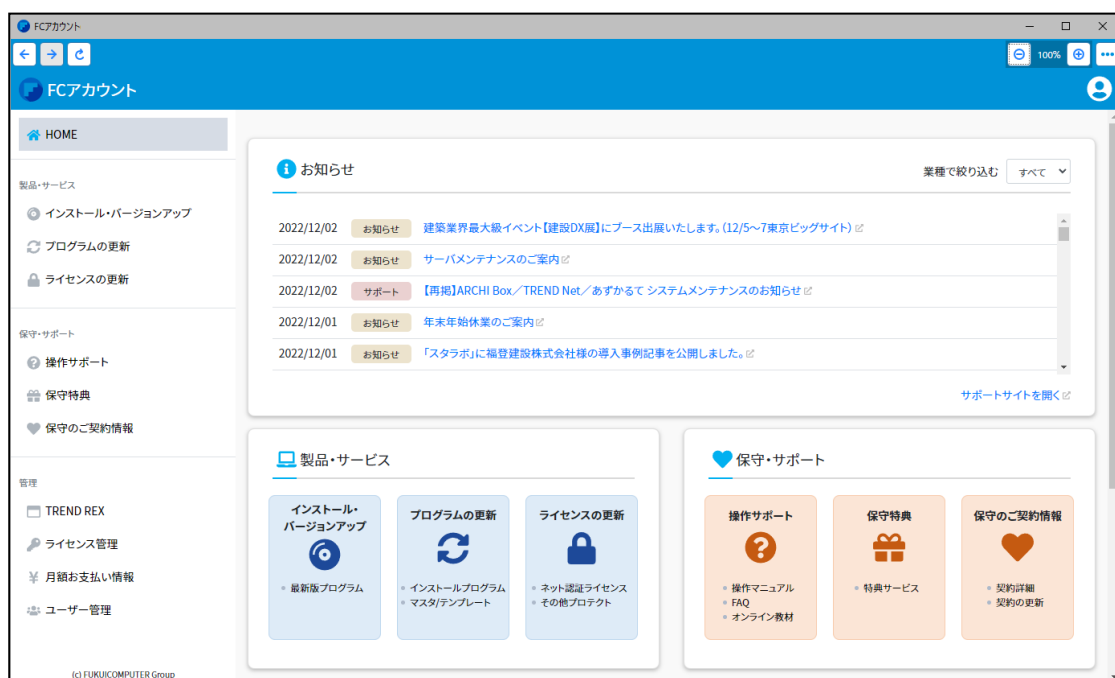 FCアカウント
100%
FCアカウント
HOME
製品・サービス
インストール・バージョンアップ
プログラムの更新
ライセンスの更新
保守・サポート
操作サポート
保守特典
保守のご契約情報
管理
TREND REX
ライセンス管理
月額お支払い情報
ユーザー管理
(c) FUKUICOMPUTER Group
お知らせ
業種で絞り込む すべて
2022/12/02 お知らせ 建築業界最大級イベント【建設DX展】にブース出展いたします。(12/5～7東京ビッグサイト)
2022/12/02 お知らせ サーバメンテナンスのご案内
2022/12/02 サポート 【再掲】ARCHI Box／TREND Net／あずかるて システムメンテナンスのお知らせ
2022/12/01 お知らせ 年末年始休業のご案内
2022/12/01 お知らせ 「スタラボ」に福登建設株式会社様の導入事例記事を公開しました。
サポートサイトを開く
製品・サービス
インストール・
バージョンアップ
最新版プログラム
プログラムの更新
インストールプログラム
マスタ/テンプレート
ライセンスの更新
ネット認証ライセンス
その他プロテクト
保守・サポート
操作サポート
操作マニュアル
FAQ
オンライン教材
保守特典
特典サービス
保守のご契約情報
契約詳細
契約の更新